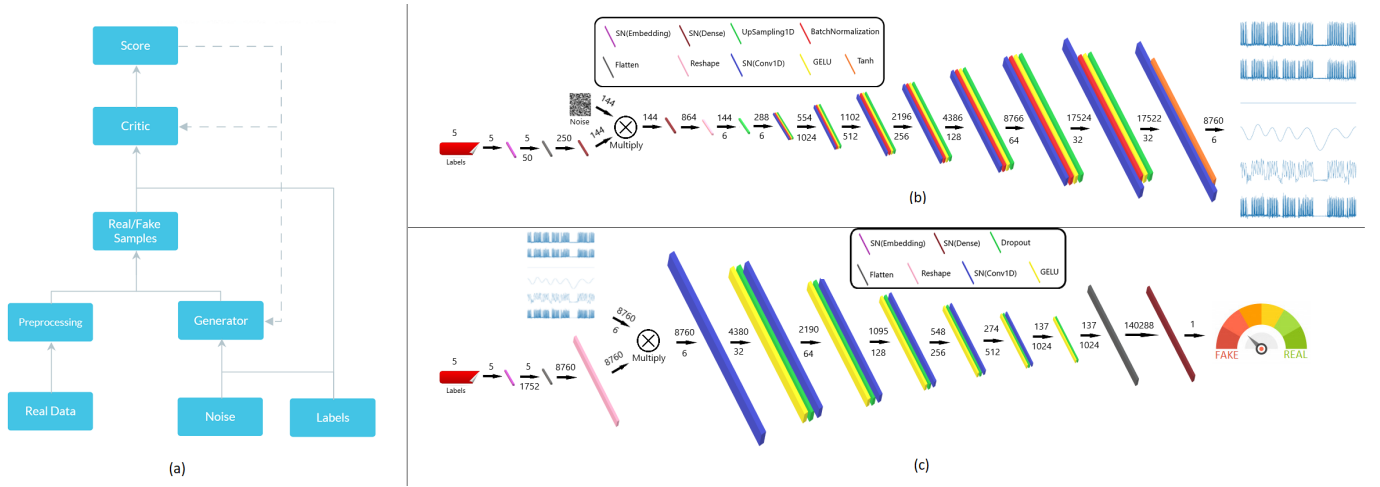 Score
Critic
Real/Fake
Samples
Preprocessing
Generator
Real Data
Noise
Labels
(a)
SN(Embedding)
SN(Dense)
UpSampling1D
BatchNormalization
Flatten
Reshape
SN(Conv1D)
GELU
Tanh
Noise
144
144
Multiply
5
Labels
5
5
50
250
144
864
144
6
288
6
554
1024
1102
512
2196
256
4386
128
8766
64
17524
32
17522
32
8760
6
(b)
SN(Embedding)
SN(Dense)
Dropout
Flatten
Reshape
SN(Conv1D)
GELU
8760
6
8760
Multiply
5
Labels
5
5
1752
8760
8760
6
4380
32
2190
64
1095
128
548
256
274
512
137
1024
137
1024
140288
1
FAKE
REAL
(c)